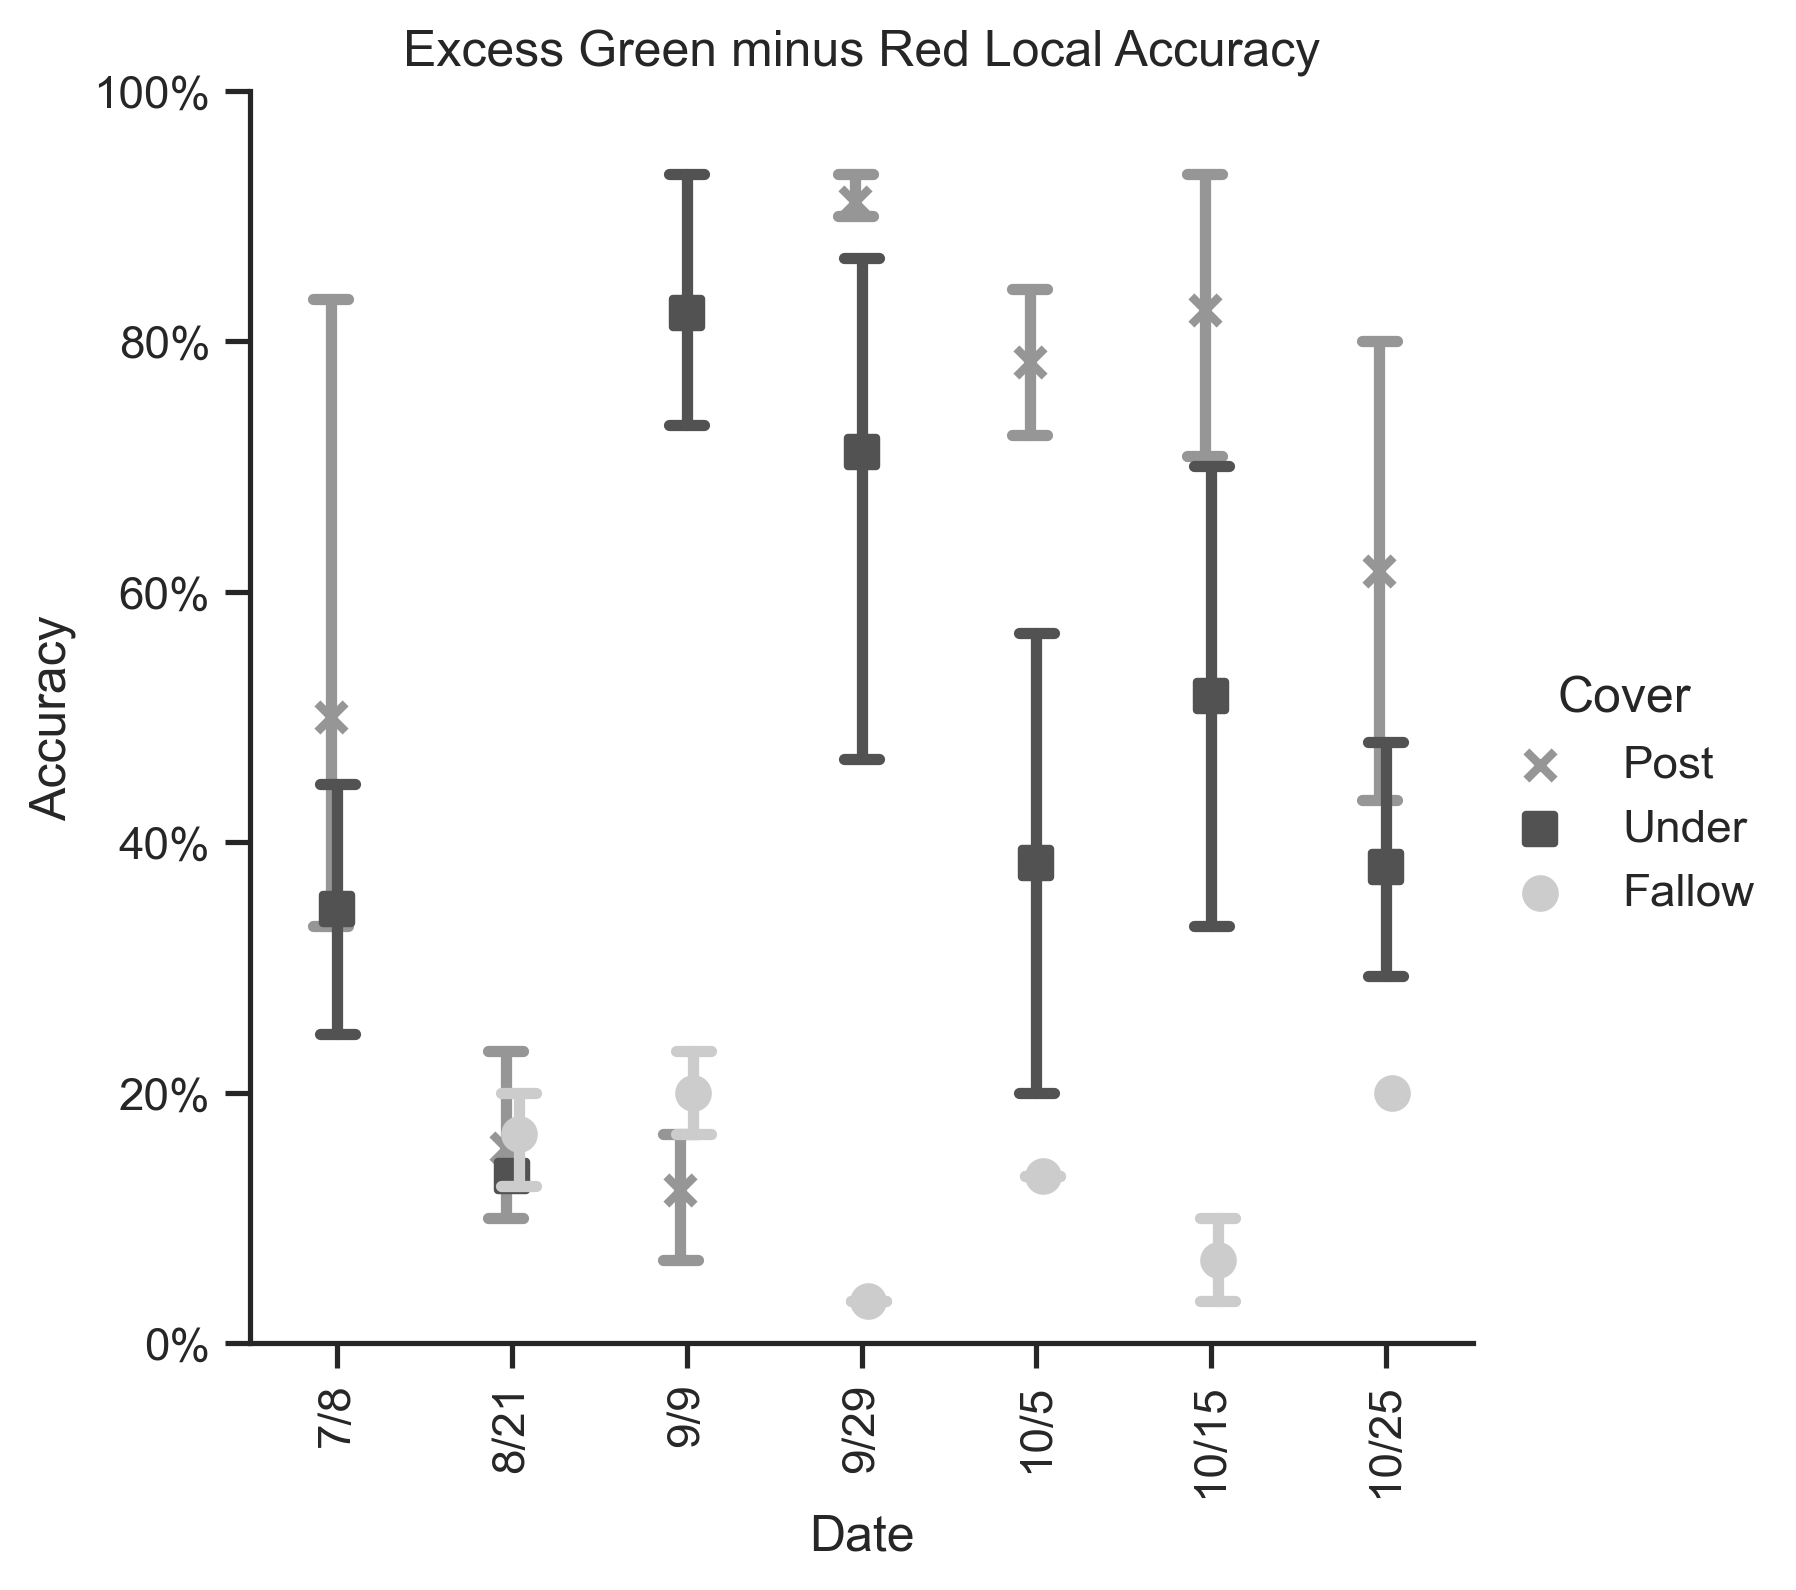 Excess Green minus Red Local Accuracy
100%
80%
60%
40%
20%
0%
Accuracy
7/8
8/21
9/9
9/29
10/5
10/15
10/25
Date
Cover
Post
Under
Fallow